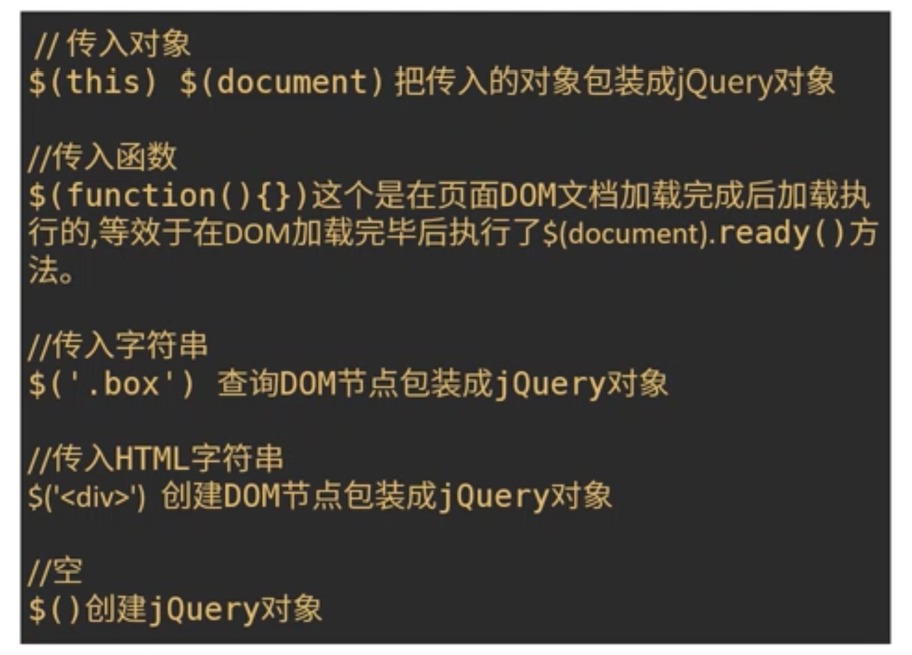 // 传入对象
$(this) $(document) 把传入的对象包装成jQuery对象
//传入函数
$(function(){})这个是在页面DOM文档加载完成后加载执
行的,等效于在DOM加载完毕后执行了$(document).ready()方
法。
//传入字符串
$('.box') 查询DOM节点包装成jQuery对象
//传入HTML字符串
$('<div>') 创建DOM节点包装成jQuery对象
//空
$()创建jQuery对象